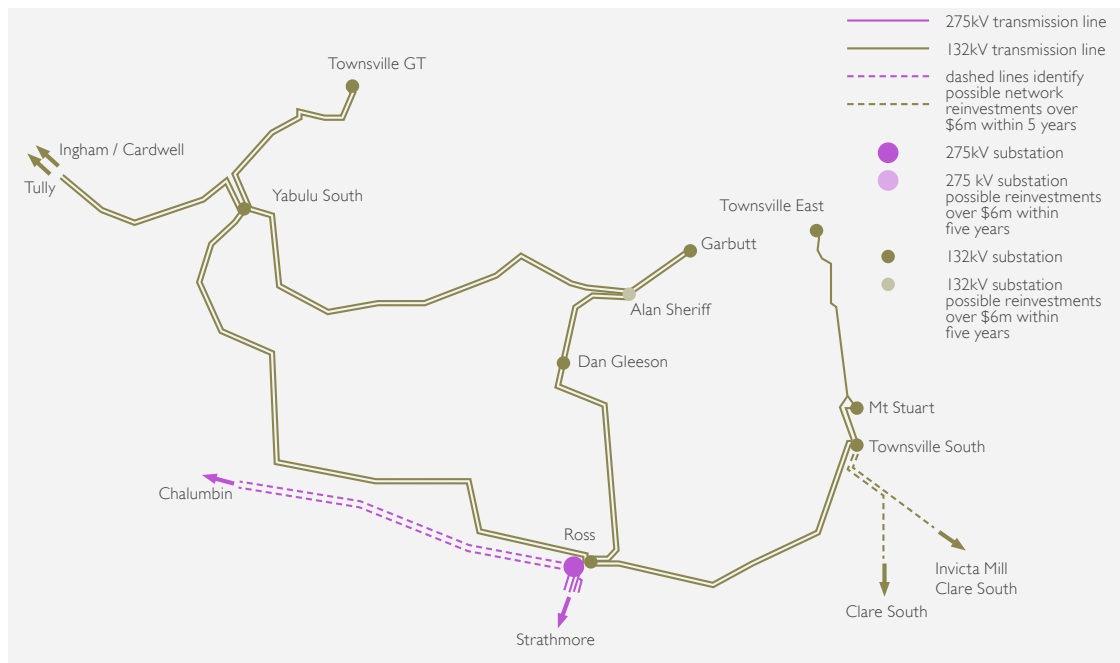 275kV transmission line
132kV transmission line
dashed lines identify
possible network
reinvestments over
$6m within 5 years
275kV substation
275 kV substation
possible reinvestments
over $6m within
five years
132kV substation
132kV substation
possible reinvestments
over $6m within
five years
Townsville GT
Ingham / Cardwell
Tully
Yabulu South
Townsville East
Garbutt
Alan Sheriff
Dan Gleeson
Mt Stuart
Townsville South
Chalumbin
Ross
Invicta Mill
Clare South
Clare South
Strathmore